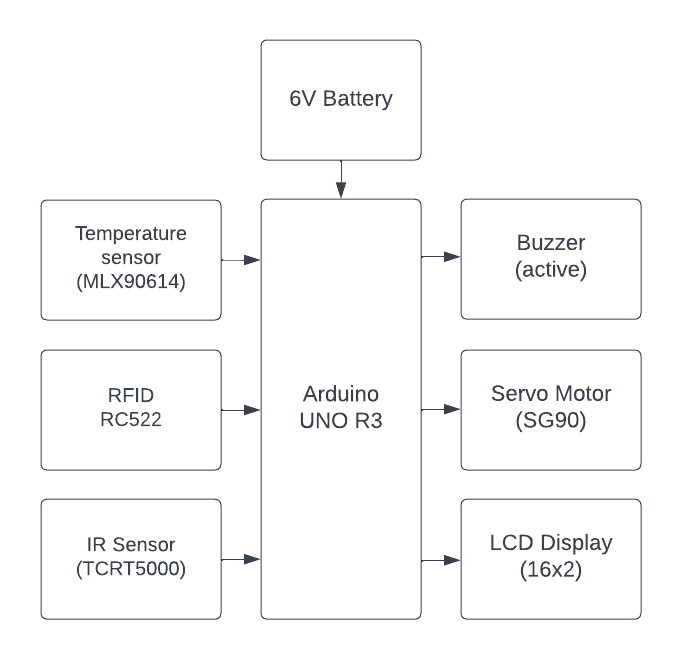 6V Battery
Temperature
sensor
(MLX90614)
Buzzer
(active)
RFID
RC522
Arduino
UNO R3
Servo Motor
(SG90)
IR Sensor
(TCRT5000)
LCD Display
(16x2)